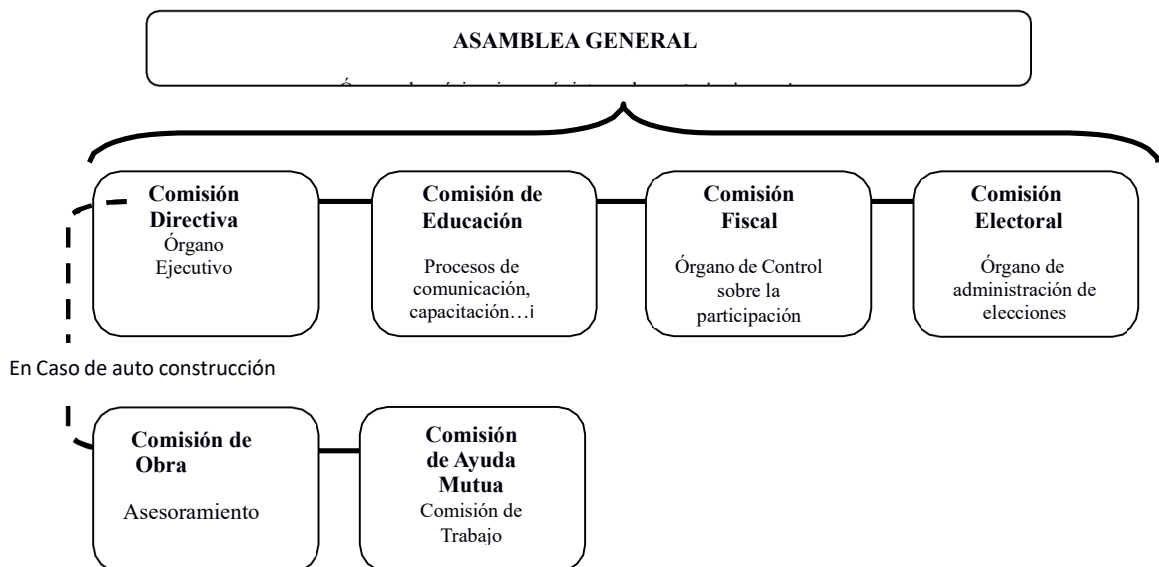 ASAMBLEA GENERAL
Comisión
Directiva
Órgano
Ejecutivo
Comisión de
Educación
Procesos de
comunicación,
capacitación…i
Comisión
Fiscal
Órgano de Control
sobre la
participación
Comisión
Electoral
Órgano de
administración de
elecciones
En Caso de auto construcción
Comisión de
Obra
Asesoramiento
Comisión
de Ayuda
Mutua
Comisión de
Trabajo